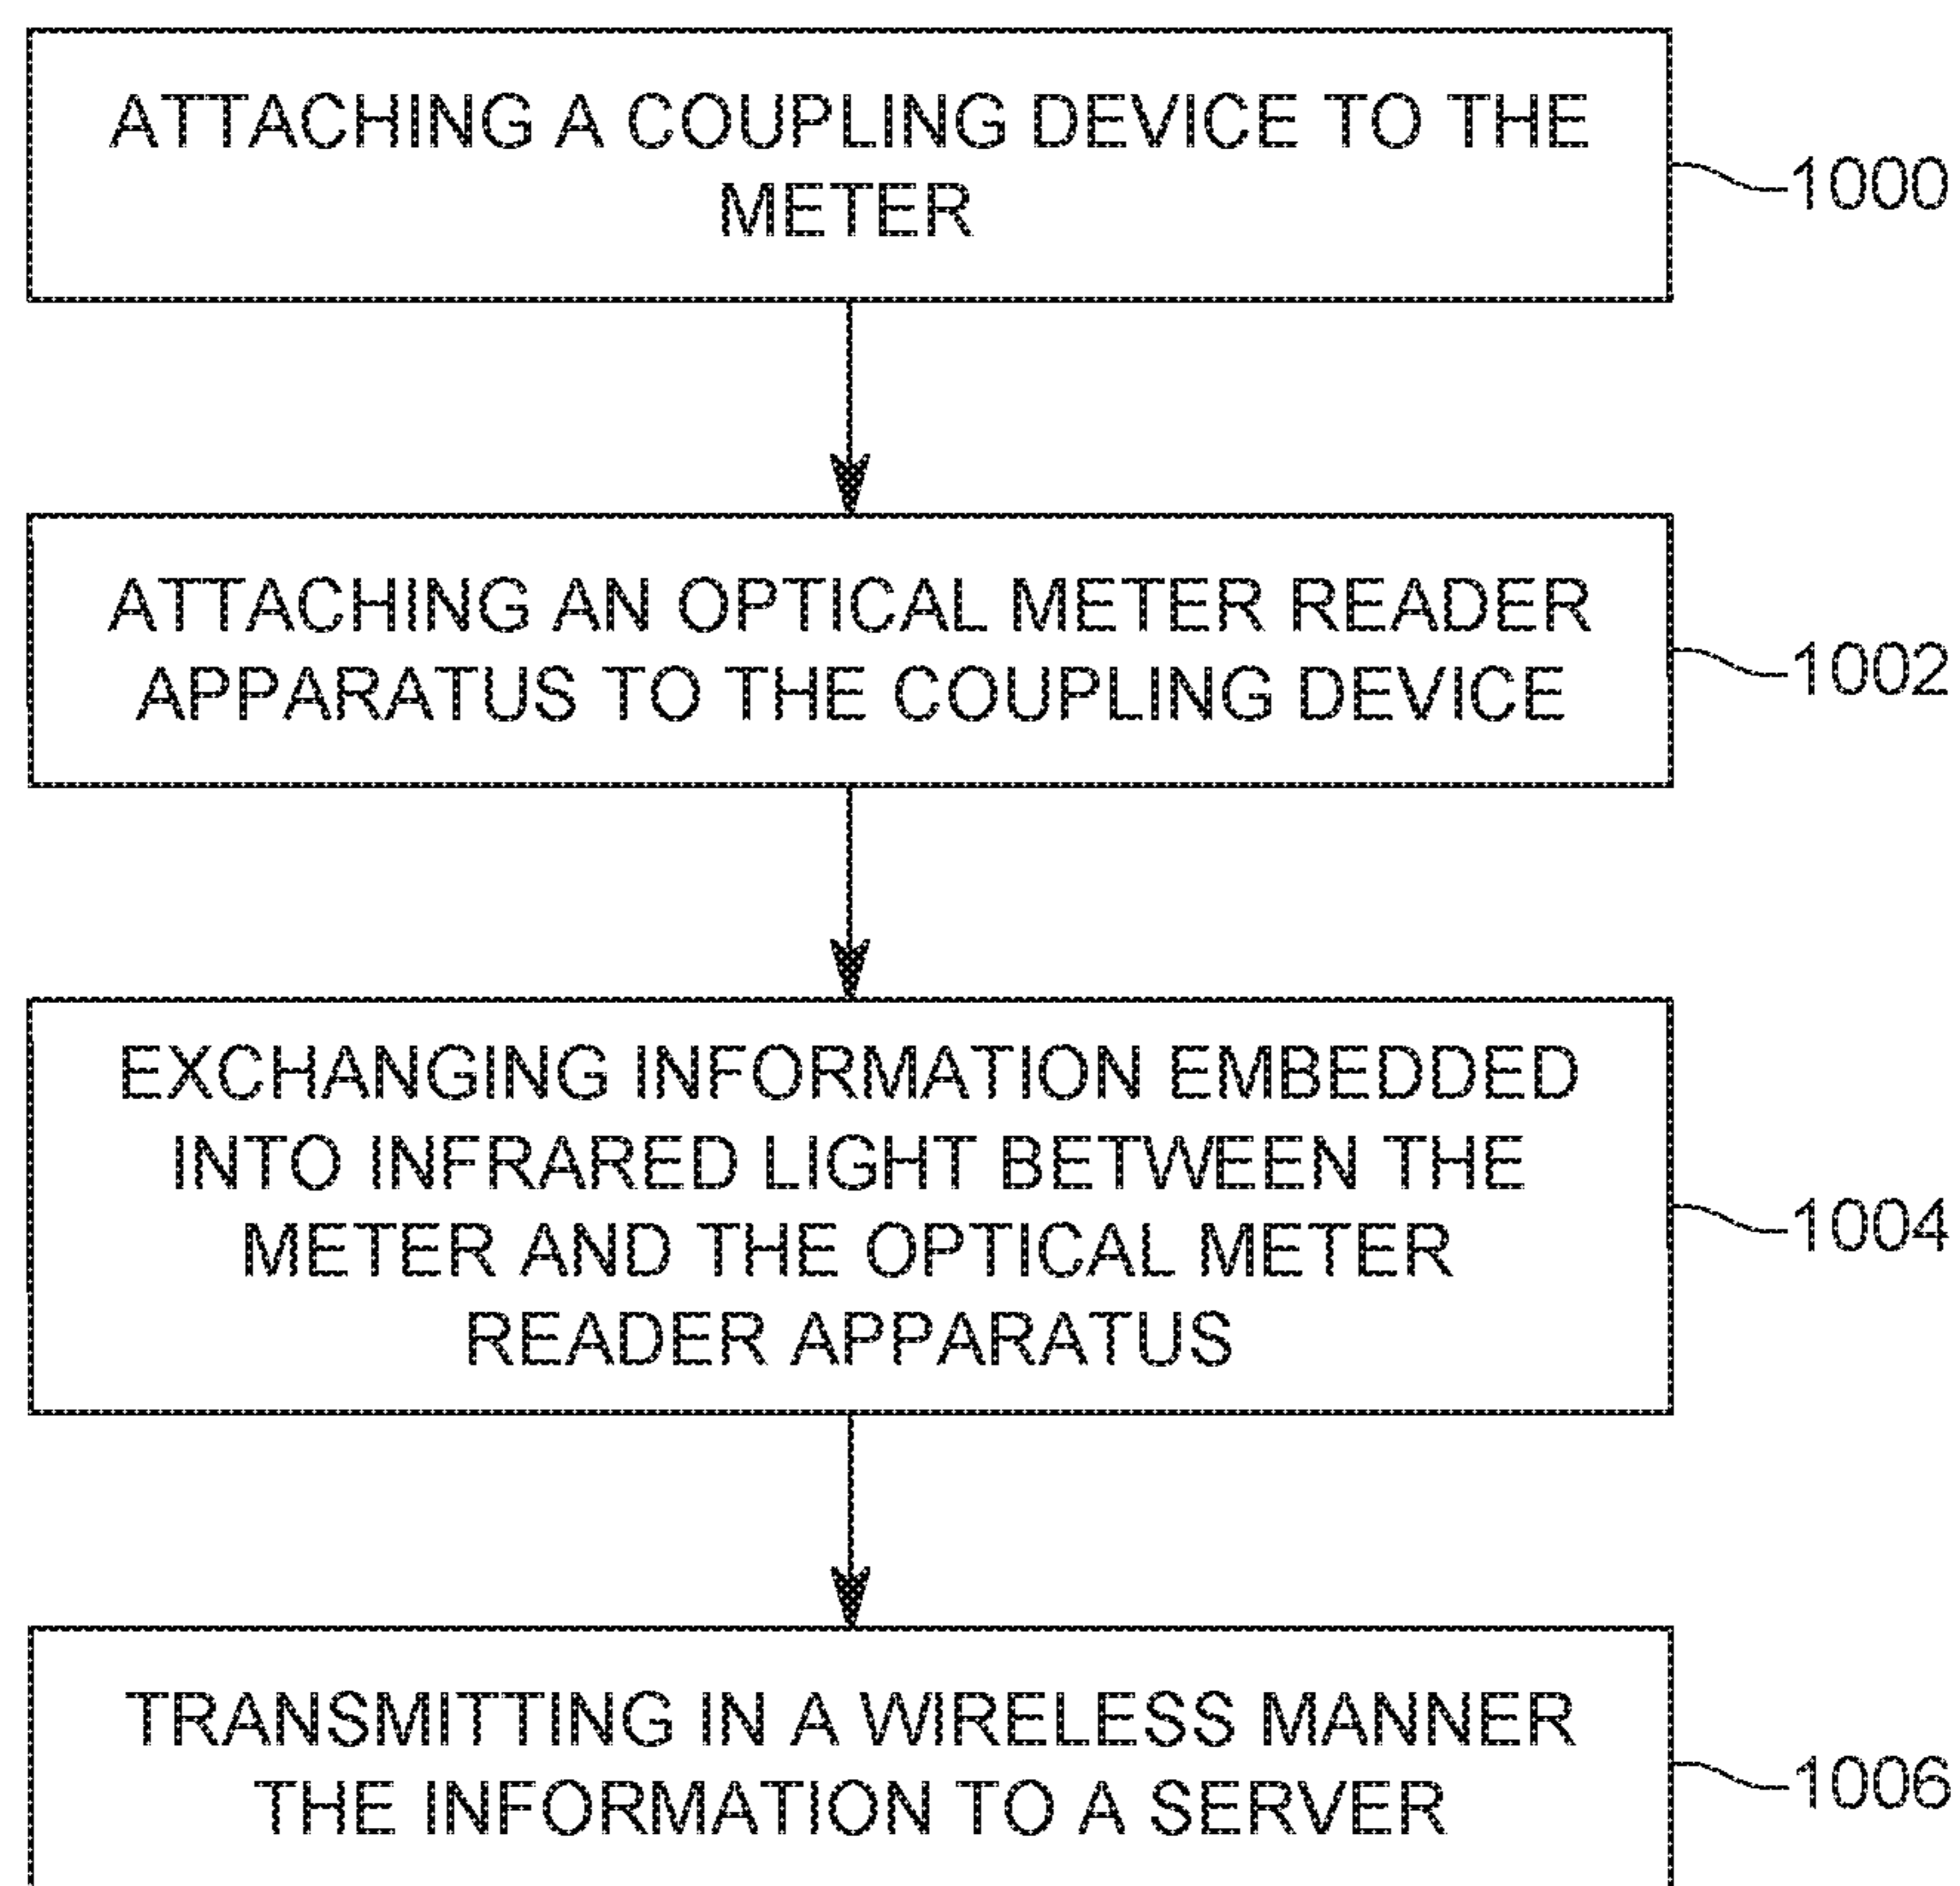 ATTACHING A COUPLING DEVICE TO THE
METER
1000
ATTACHING AN OPTICAL METER READER
APPARATUS TO THE COUPLING DEVICE
1002
EXCHANGING INFORMATION EMBEDDED
INTO INFRARED LIGHT BETWEEN THE
METER AND THE OPTICAL METER
READER APPARATUS
1004
TRANSMITTING IN A WIRELESS MANNER
THE INFORMATION TO A SERVER
1006